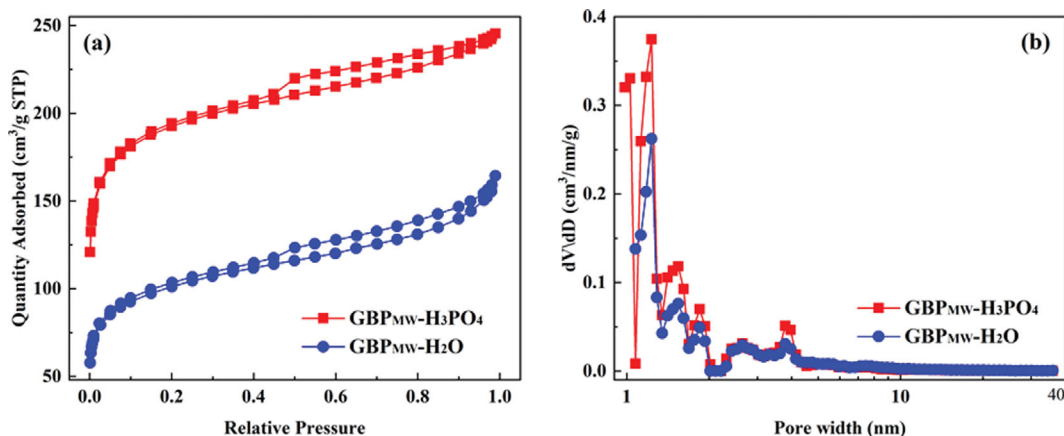 (a)
Quantity Adsorbed (cm³/g STP)
250
200
150
100
50
GBPMW-H₃PO₄
GBPMW-H₂O
0.0 0.2 0.4 0.6 0.8 1.0
Relative Pressure
(b)
dV\dD (cm³/nm/g)
0.4
0.3
0.2
0.1
0.0
GBPMW-H₃PO₄
GBPMW-H₂O
1 10 40
Pore width (nm)